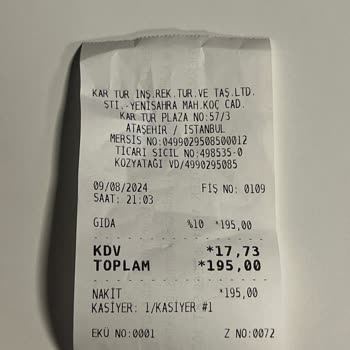 KAR TUR İNŞ.REK.TUR.VE TAŞ.LTD.
ŞTİ.-YENİSAHRA MAH.KOÇ CAD.
KAR TUR PLAZA NO:57/3
ATAŞEHİR / İSTANBUL
MERSİS NO:0499029508500012
TİCARİ SİCİL NO:498535-0
KOZYATAĞI VD/4990295085
09/08/2024 FİŞ NO: 0109
SAAT: 21:03
GIDA %10 *195,00
KDV *17,73
TOPLAM *195,00
NAKİT *195,00
KASİYER: 1/KASİYER #1
EKÜ NO:0001 Z NO:0072